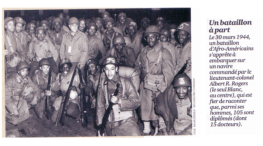 Un bataillon
à part
Le 30 mars 1944,
un bataillon
d'Afro-Américains
s'apprête à
embarquer sur
un navire
commandé par le
lieutenant-colonel
Albert R. Rogers
(le seul Blanc,
au centre), qui est
fier de raconter
que, parmi ses
hommes, 105 sont
diplômés (dont
15 docteurs).